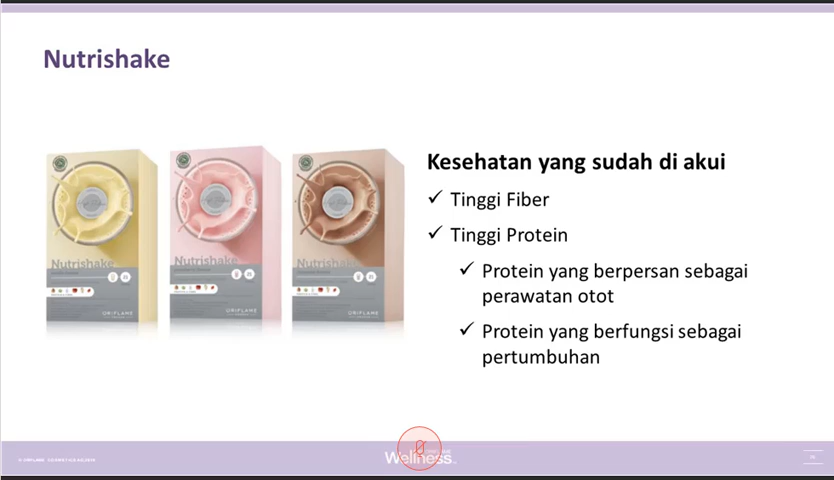 Nutrishake
Kesehatan yang sudah di akui
Tinggi Fiber
Tinggi Protein
Protein yang berpersan sebagai
perawatan otot
Protein yang berfungsi sebagai
pertumbuhan
Nutrishake
ORIFLAME
Nutrishake
ORIFLAME
Nutrishake
ORIFLAME
Wellness